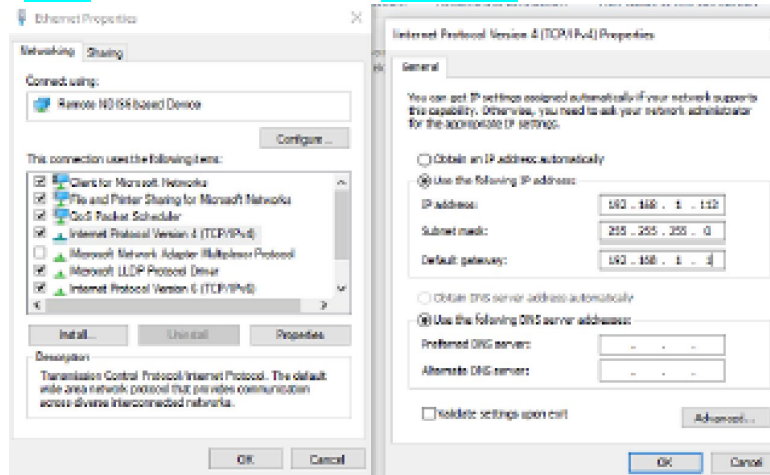 Ethernet Properties
Networking Sharing
Connect using:
Remote NDIS based Device
Configure...
This connection uses the following items:
Client for Microsoft Networks
File and Printer Sharing for Microsoft Networks
QoS Packet Scheduler
Internet Protocol Version 4 (TCP/IPv4)
Microsoft Network Adapter Multiplexor Protocol
Microsoft LLDP Protocol Driver
Internet Protocol Version 6 (TCP/IPv6)
Install... Uninstall Properties
Description
Transmission Control Protocol/Internet Protocol. The default
wide area network protocol that provides communication
across diverse interconnected networks.
OK Cancel
Internet Protocol Version 4 (TCP/IPv4) Properties
General
You can get IP settings assigned automatically if your network supports
this capability. Otherwise, you need to ask your network administrator
for the appropriate IP settings.
Obtain an IP address automatically
Use the following IP address:
IP address: 192 . 168 . 1 . 112
Subnet mask: 255 . 255 . 255 . 0
Default gateway: 192 . 168 . 1 . 1
Obtain DNS server address automatically
Use the following DNS server addresses:
Preferred DNS server: . . .
Alternate DNS server: . . .
Validate settings upon exit
Advanced...
OK Cancel